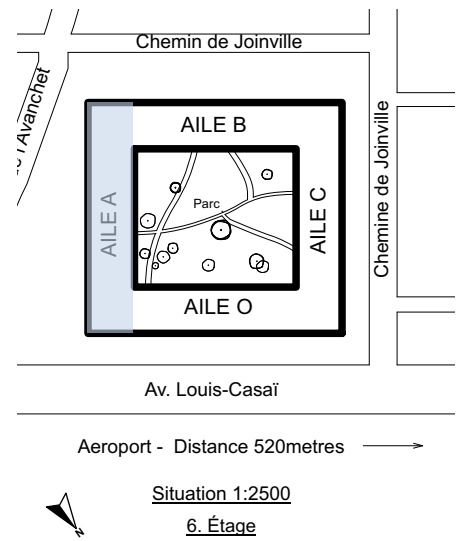 Chemin de Joinville
l'Avanchet
AILE B
AILE A
Parc
AILE C
Chemine de Joinville
AILE O
Av. Louis-Casaï
Aeroport - Distance 520metres
N
Situation 1:2500
6. Étage